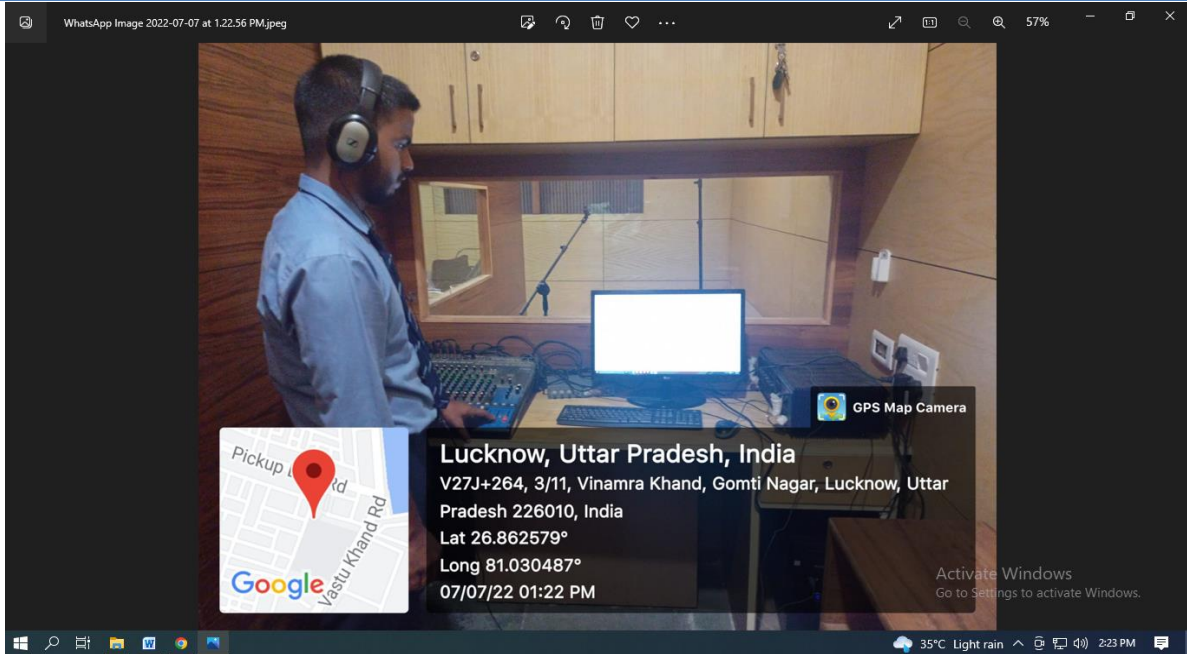 WhatsApp Image 2022-07-07 at 1.22.56 PM.jpeg
57%
GPS Map Camera
Pickup
Rd
Vastu Khand Rd
Google
Lucknow, Uttar Pradesh, India
V27J+264, 3/11, Vinamra Khand, Gomti Nagar, Lucknow, Uttar
Pradesh 226010, India
Lat 26.862579°
Long 81.030487°
07/07/22 01:22 PM
Activate Windows
Go to Settings to activate Windows.
35°C Light rain
2:23 PM